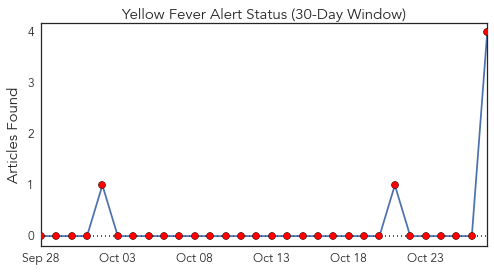 Yellow Fever Alert Status (30-Day Window)
Articles Found
4
3
2
1
0
Sep 28 Oct 03 Oct 08 Oct 13 Oct 18 Oct 23